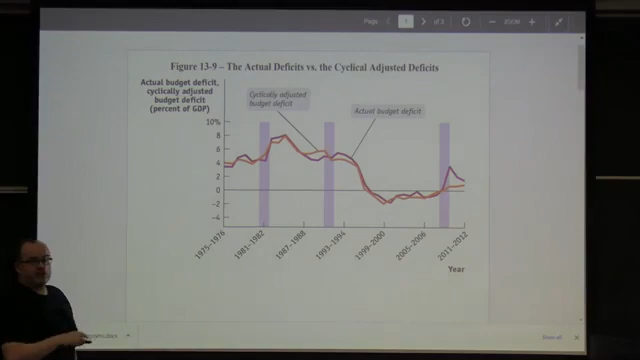 Page
1
of 3
Figure 13-9 – The Actual Deficits vs. the Cyclical Adjusted Deficits
Actual budget deficit,
cyclically adjusted
budget deficit
(percent of GDP)
Cyclically adjusted
budget deficit
Actual budget deficit
10%
8
6
4
2
0
−2
−4
1975–1976
1981–1982
1987–1988
1993–1994
1999–2000
2005–2006
2011–2012
Year
Show all